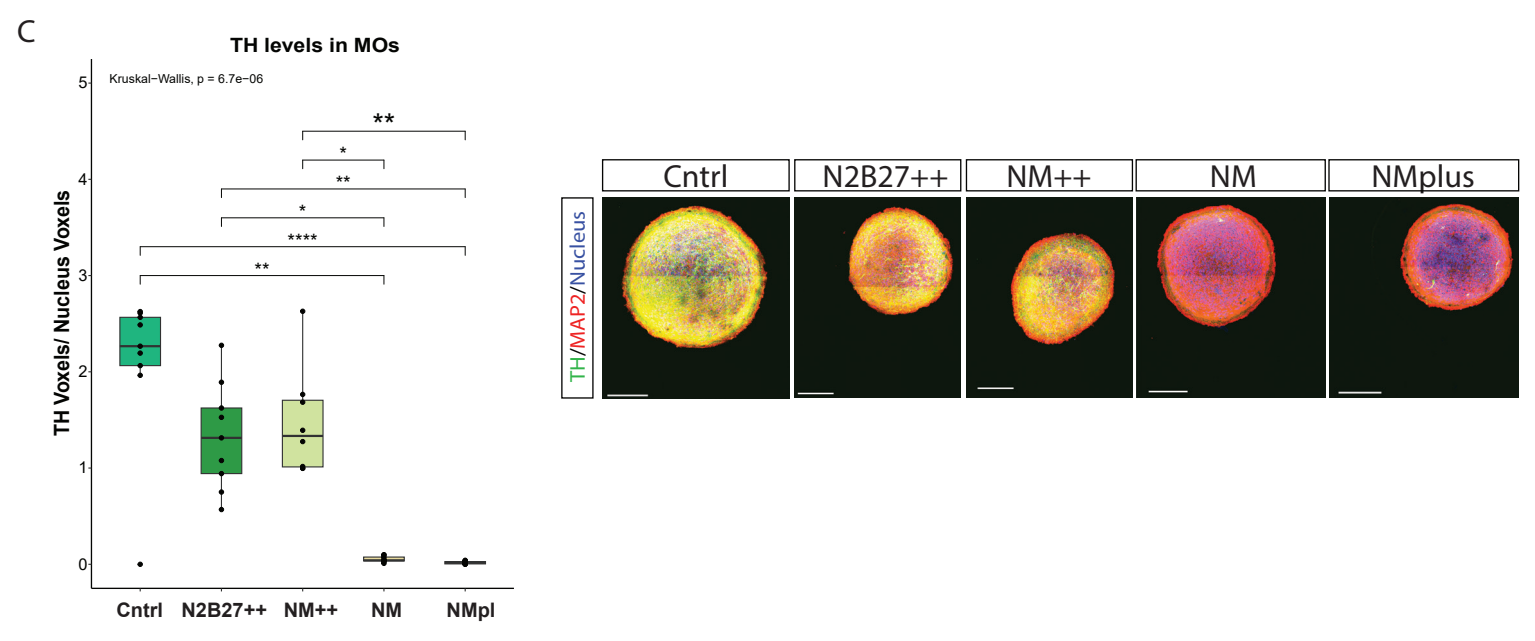 C
TH levels in MOs
Kruskal−Wallis, p = 6.7e−06
TH Voxels/ Nucleus Voxels
5
4
3
2
1
0
**
*
**
*
****
**
Cntrl N2B27++ NM++ NM NMpl
Cntrl N2B27++ NM++ NM NMplus
TH/MAP2/Nucleus